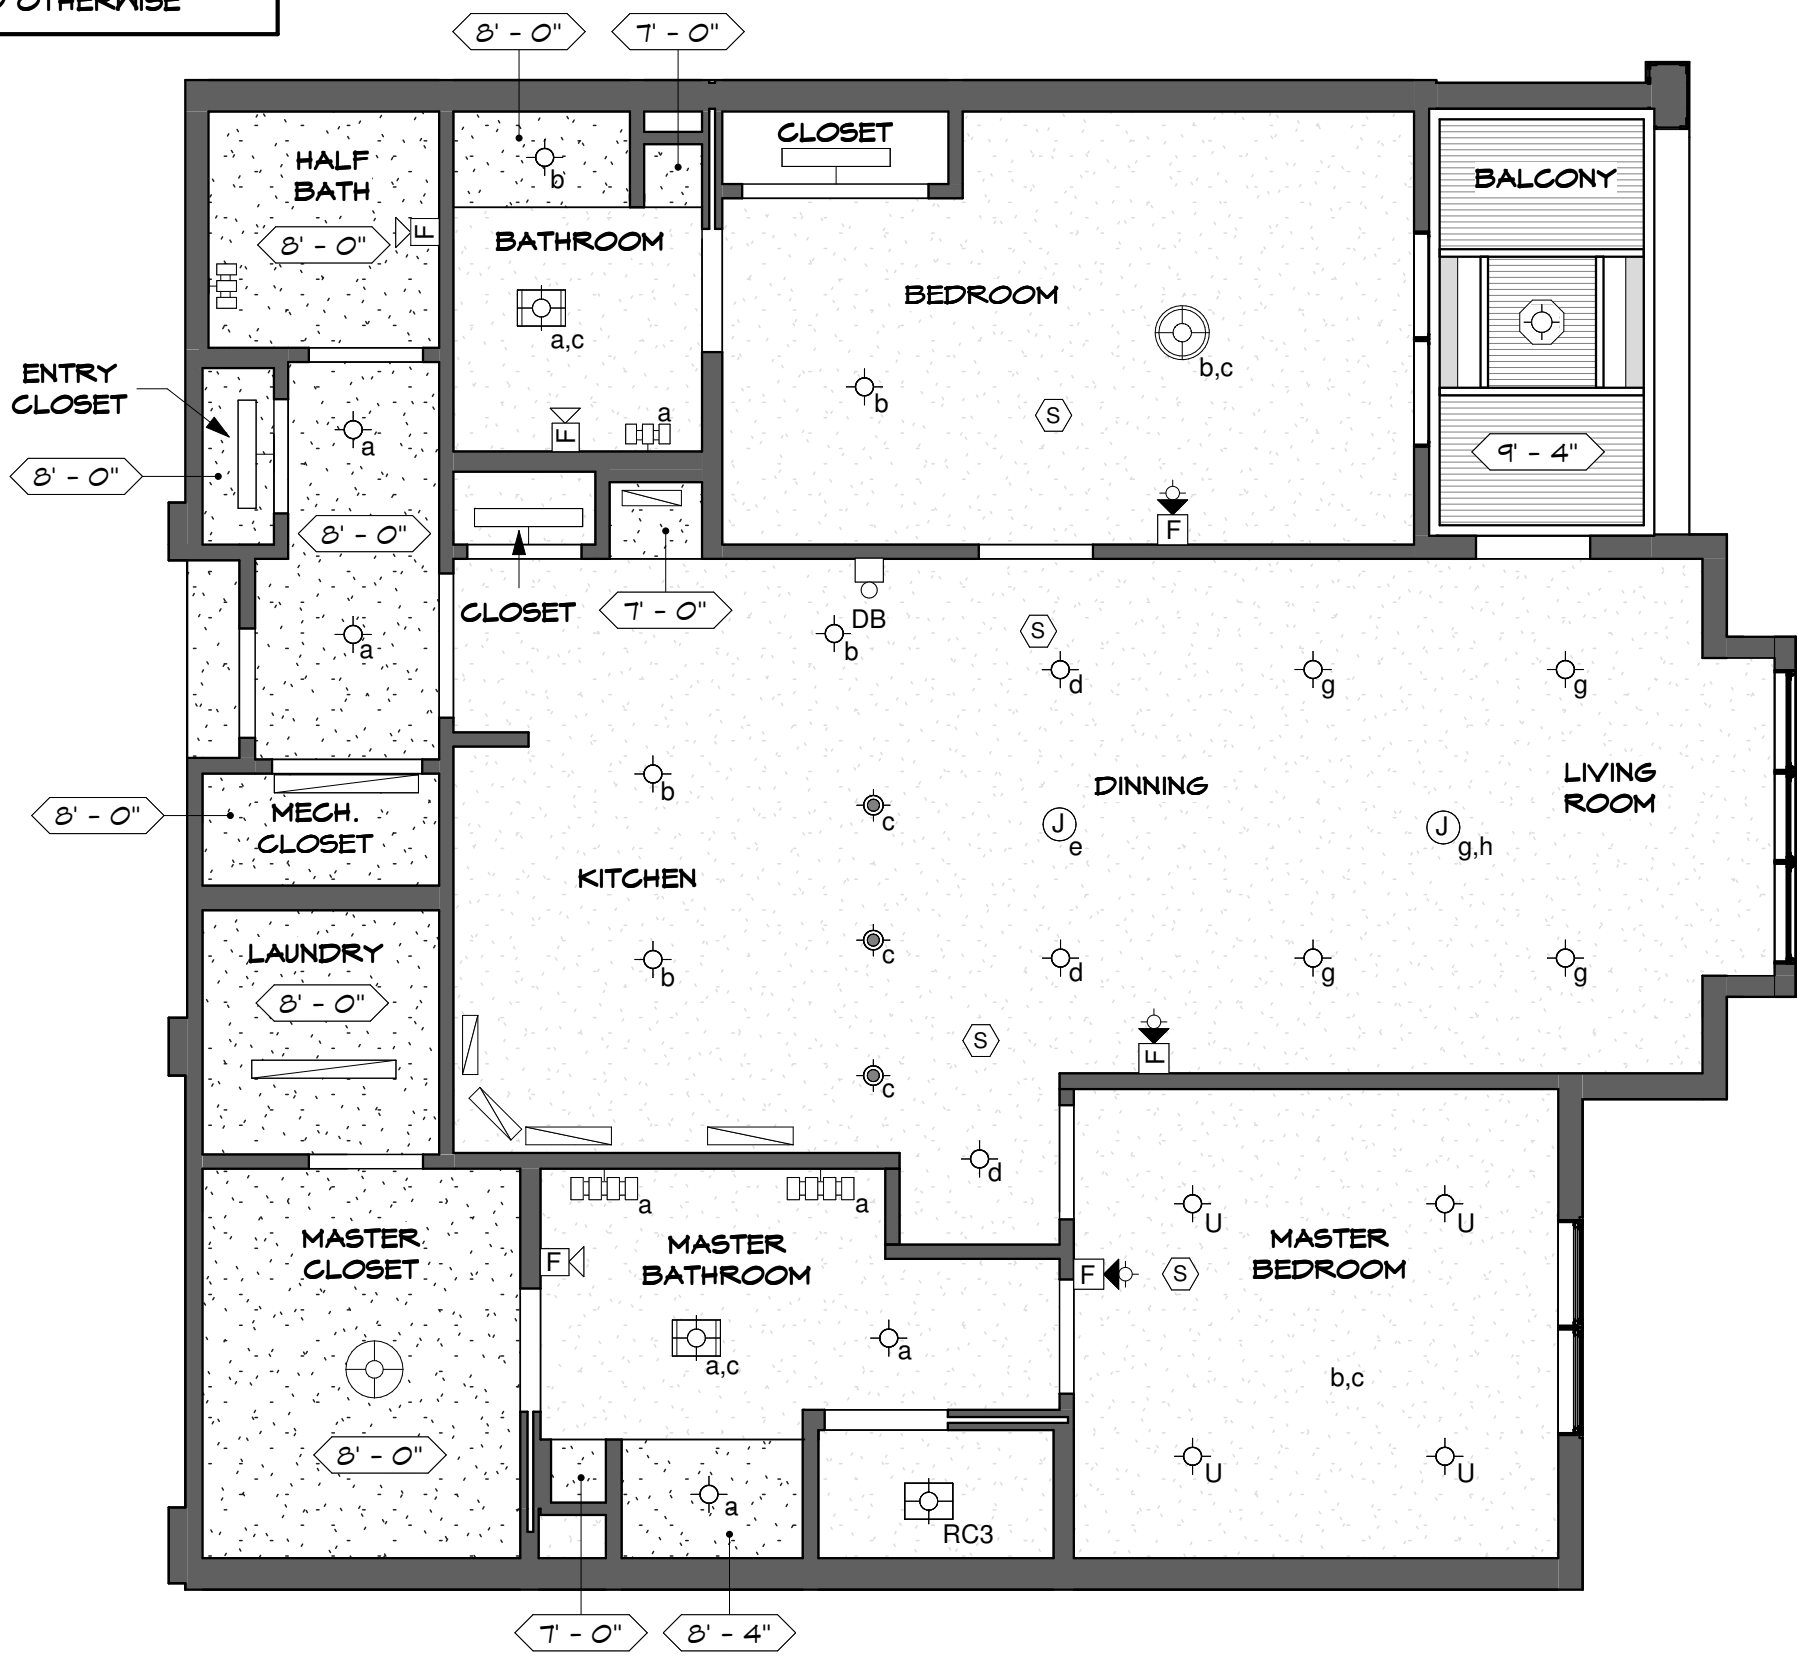 OTHERWISE
8' - 0"
7' - 0"
HALF
BATH
8' - 0"
F
b
CLOSET
BALCONY
BATHROOM
a,c
BEDROOM
b,c
b
S
9' - 4"
ENTRY
CLOSET
8' - 0"
a
8' - 0"
F
a
F
CLOSET
7' - 0"
DB
a
b
S
d
g
g
8' - 0"
MECH.
CLOSET
b
c
DINNING
J
e
J
g,h
LIVING
ROOM
KITCHEN
LAUNDRY
8' - 0"
b
c
d
g
g
S
F
c
d
MASTER
CLOSET
8' - 0"
a
a
F
MASTER
BATHROOM
a,c
a
F
S
U
U
MASTER
BEDROOM
b,c
U
U
a
RC3
7' - 0"
8' - 4"